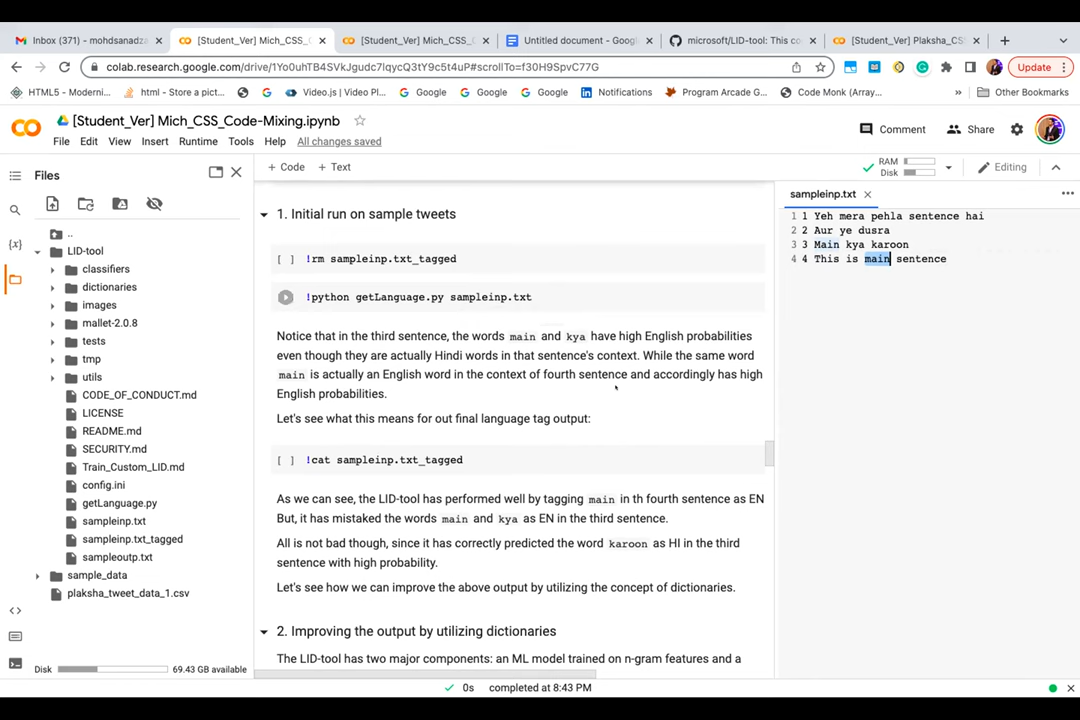 Inbox (371) - mohdsanadza
[Student_Ver] Mich_CSS_C
[Student_Ver] Mich_CSS_C
Untitled document - Googl
microsoft/LID-tool: This co
[Student_Ver] Plaksha_CSS
colab.research.google.com/drive/1Yo0uhTB4SVkJgudc7lqycQ3tY9c5t4uP#scrollTo=f30H9SpvC77G
Update
HTML5 - Moderni...
html - Store a pict...
Video.js | Video Pl...
Google
Google
Google
Notifications
Program Arcade G...
Code Monk (Array...
»
Other Bookmarks
[Student_Ver] Mich_CSS_Code-Mixing.ipynb
File Edit View Insert Runtime Tools Help All changes saved
Comment
Share
Files
+ Code + Text
RAM
Disk
Editing
..
LID-tool
classifiers
dictionaries
images
mallet-2.0.8
tests
tmp
utils
CODE_OF_CONDUCT.md
LICENSE
README.md
SECURITY.md
Train_Custom_LID.md
config.ini
getLanguage.py
sampleinp.txt
sampleinp.txt_tagged
sampleoutp.txt
sample_data
plaksha_tweet_data_1.csv
Disk
69.43 GB available
1. Initial run on sample tweets
[ ] !rm sampleinp.txt_tagged
!python getLanguage.py sampleinp.txt
Notice that in the third sentence, the words main and kya have high English probabilities
even though they are actually Hindi words in that sentence's context. While the same word
main is actually an English word in the context of fourth sentence and accordingly has high
English probabilities.
Let's see what this means for out final language tag output:
[ ] !cat sampleinp.txt_tagged
As we can see, the LID-tool has performed well by tagging main in th fourth sentence as EN
But, it has mistaked the words main and kya as EN in the third sentence.
All is not bad though, since it has correctly predicted the word karoon as HI in the third
sentence with high probability.
Let's see how we can improve the above output by utilizing the concept of dictionaries.
2. Improving the output by utilizing dictionaries
The LID-tool has two major components: an ML model trained on n-gram features and a
sampleinp.txt
1 1 Yeh mera pehla sentence hai
2 2 Aur ye dusra
3 3 Main kya karoon
4 4 This is main sentence
0s completed at 8:43 PM